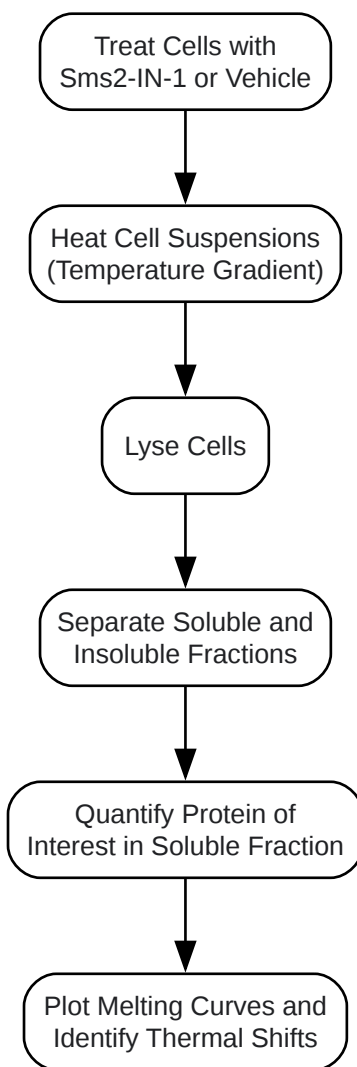 Treat Cells with
Sms2-IN-1 or Vehicle
Heat Cell Suspensions
(Temperature Gradient)
Lyse Cells
Separate Soluble and
Insoluble Fractions
Quantify Protein of
Interest in Soluble Fraction
Plot Melting Curves and
Identify Thermal Shifts